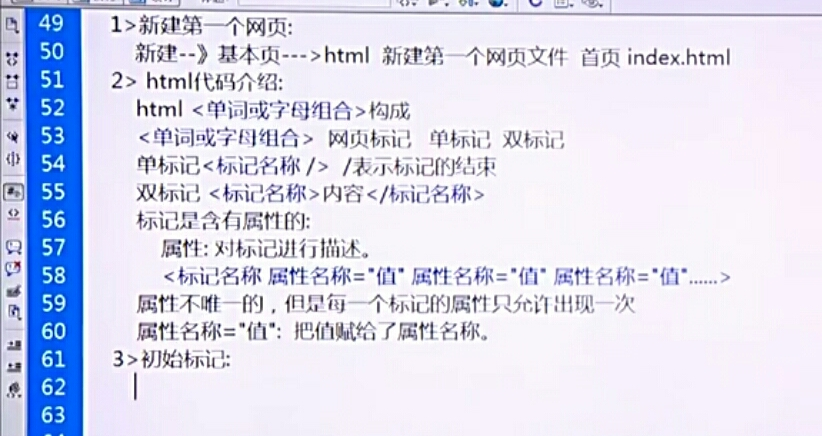 49 1>新建第一个网页:
50 新建--》基本页--->html 新建第一个网页文件 首页 index.html
51 2> html代码介绍:
52 html <单词或字母组合>构成
53 <单词或字母组合> 网页标记 单标记 双标记
54 单标记<标记名称 /> /表示标记的结束
55 双标记 <标记名称>内容</标记名称>
56 标记是含有属性的:
57 属性: 对标记进行描述。
58 <标记名称 属性名称="值" 属性名称="值" 属性名称="值"......>
59 属性不唯一的，但是每一个标记的属性只允许出现一次
60 属性名称="值": 把值赋给了属性名称。
61 3>初始标记:
62
63